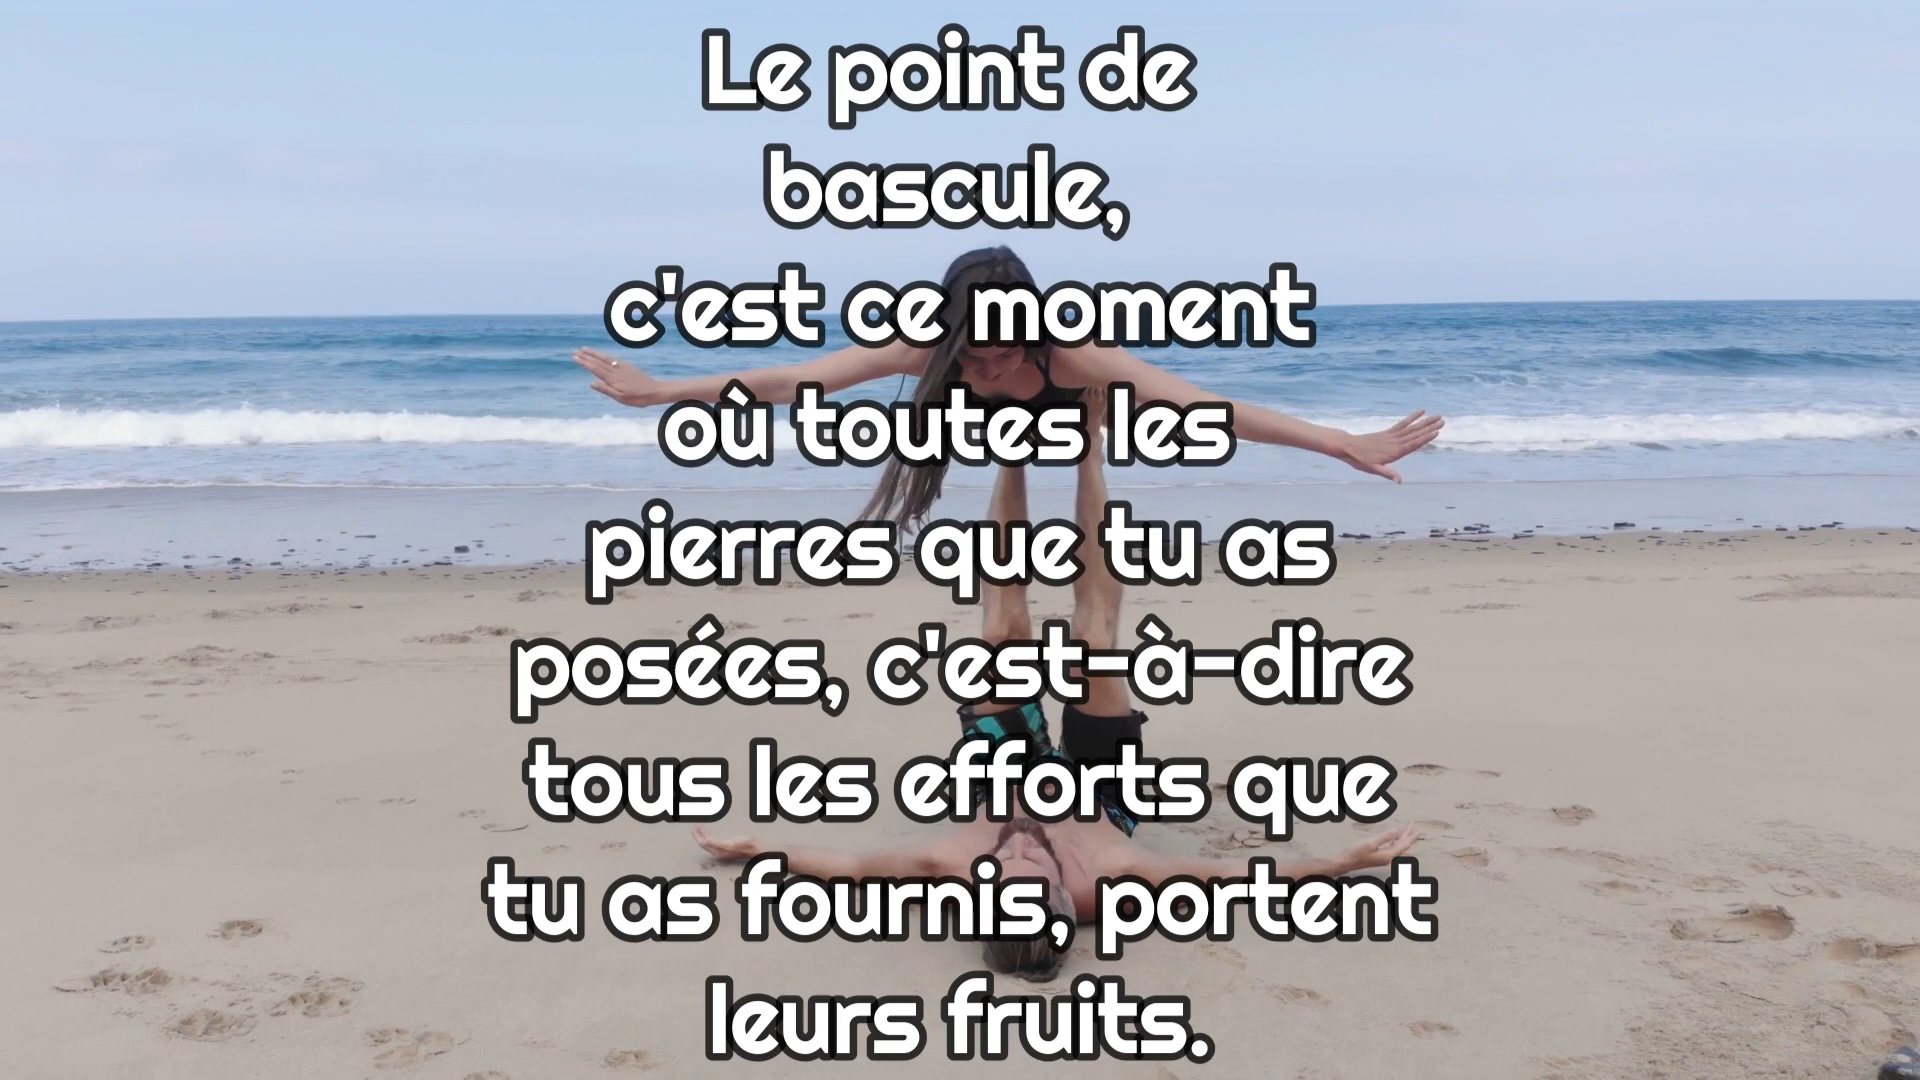 Le point de
bascule,
c'est ce moment
où toutes les
pierres que tu as
posées, c'est-à-dire
tous les efforts que
tu as fournis, portent
leurs fruits.